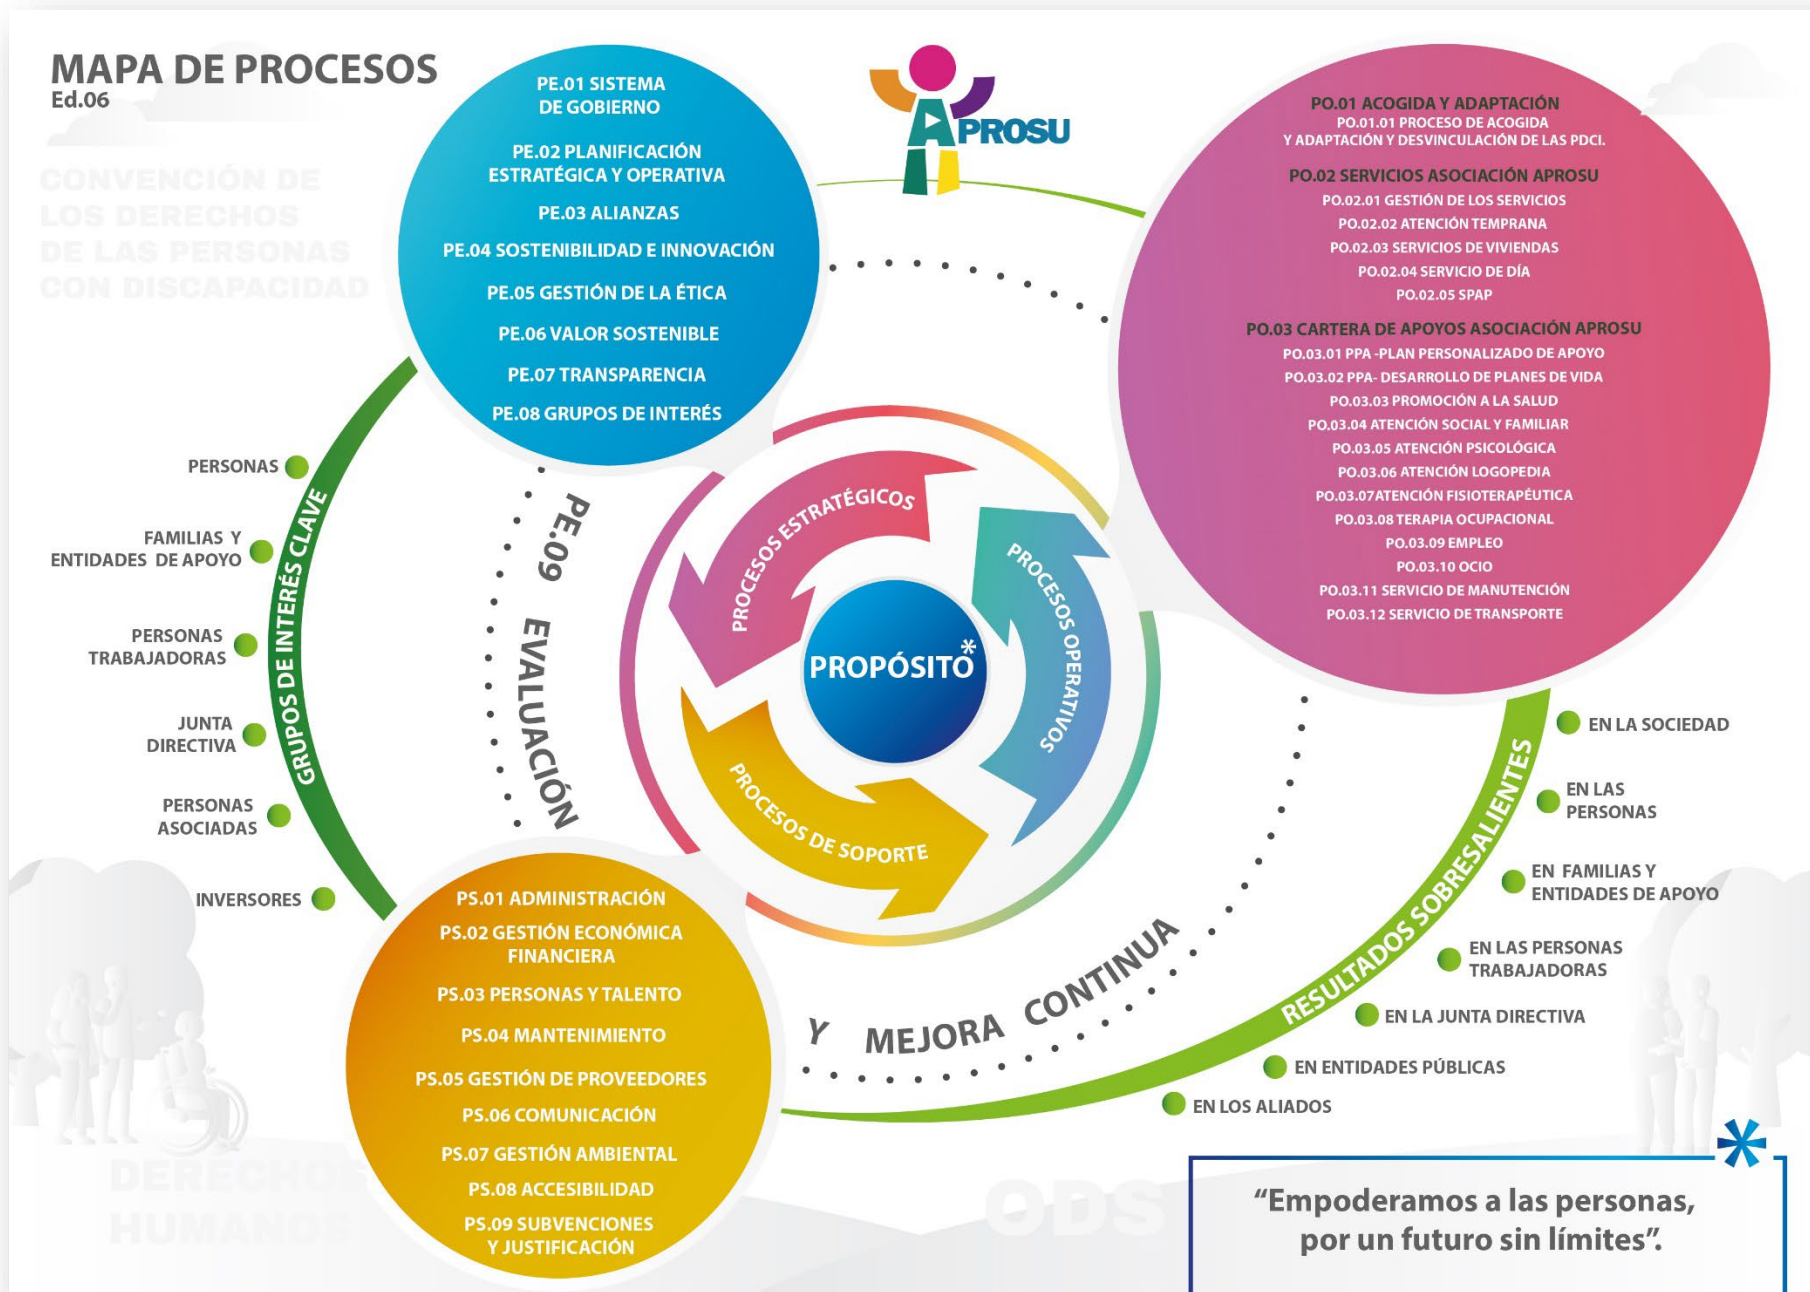 MAPA DE PROCESOS
Ed.06
CONVENCIÓN DE
LOS DERECHOS
DE LAS PERSONAS
CON DISCAPACIDAD
PE.01 SISTEMA
DE GOBIERNO
PE.02 PLANIFICACIÓN
ESTRATÉGICA Y OPERATIVA
PE.03 ALIANZAS
PE.04 SOSTENIBILIDAD E INNOVACIÓN
PE.05 GESTIÓN DE LA ÉTICA
PE.06 VALOR SOSTENIBLE
PE.07 TRANSPARENCIA
PE.08 GRUPOS DE INTERÉS
APROSU
PO.01 ACOGIDA Y ADAPTACIÓN
PO.01.01 PROCESO DE ACOGIDA
Y ADAPTACIÓN Y DESVINCULACIÓN DE LAS PDCI.
PO.02 SERVICIOS ASOCIACIÓN APROSU
PO.02.01 GESTIÓN DE LOS SERVICIOS
PO.02.02 ATENCIÓN TEMPRANA
PO.02.03 SERVICIOS DE VIVIENDAS
PO.02.04 SERVICIO DE DÍA
PO.02.05 SPAP
PO.03 CARTERA DE APOYOS ASOCIACIÓN APROSU
PO.03.01 PPA -PLAN PERSONALIZADO DE APOYO
PO.03.02 PPA- DESARROLLO DE PLANES DE VIDA
PO.03.03 PROMOCIÓN A LA SALUD
PO.03.04 ATENCIÓN SOCIAL Y FAMILIAR
PO.03.05 ATENCIÓN PSICOLÓGICA
PO.03.06 ATENCIÓN LOGOPEDIA
PO.03.07ATENCIÓN FISIOTERAPÉUTICA
PO.03.08 TERAPIA OCUPACIONAL
PO.03.09 EMPLEO
PO.03.10 OCIO
PO.03.11 SERVICIO DE MANUTENCIÓN
PO.03.12 SERVICIO DE TRANSPORTE
GRUPOS DE INTERÉS CLAVE
PERSONAS
FAMILIAS Y
ENTIDADES DE APOYO
PERSONAS
TRABAJADORAS
JUNTA
DIRECTIVA
PERSONAS
ASOCIADAS
INVERSORES
PE.09 EVALUACIÓN
Y MEJORA CONTINUA
PROCESOS ESTRATÉGICOS
PROCESOS OPERATIVOS
PROCESOS DE SOPORTE
PROPÓSITO*
PS.01 ADMINISTRACIÓN
PS.02 GESTIÓN ECONÓMICA
FINANCIERA
PS.03 PERSONAS Y TALENTO
PS.04 MANTENIMIENTO
PS.05 GESTIÓN DE PROVEEDORES
PS.06 COMUNICACIÓN
PS.07 GESTIÓN AMBIENTAL
PS.08 ACCESIBILIDAD
PS.09 SUBVENCIONES
Y JUSTIFICACIÓN
RESULTADOS SOBRESALIENTES
EN LA SOCIEDAD
EN LAS
PERSONAS
EN FAMILIAS Y
ENTIDADES DE APOYO
EN LAS PERSONAS
TRABAJADORAS
EN LA JUNTA DIRECTIVA
EN ENTIDADES PÚBLICAS
EN LOS ALIADOS
DERECHOS
HUMANOS
ODS
*
“Empoderamos a las personas,
por un futuro sin límites”.